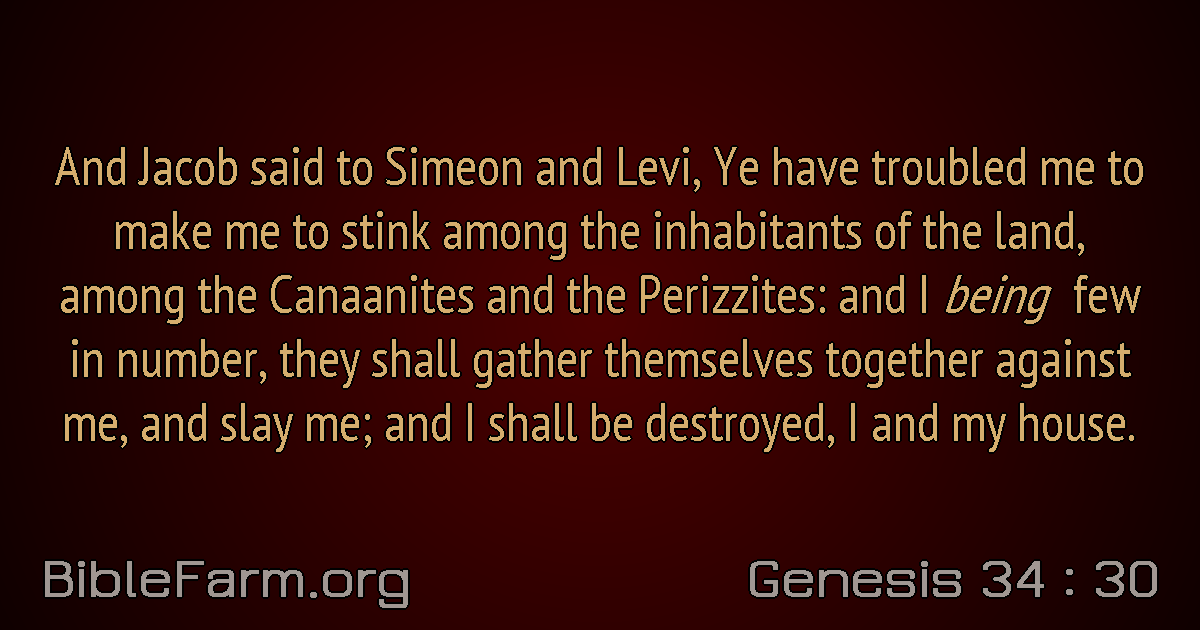 And Jacob said to Simeon and Levi, Ye have troubled me to
make me to stink among the inhabitants of the land,
among the Canaanites and the Perizzites: and I being few
in number, they shall gather themselves together against
me, and slay me; and I shall be destroyed, I and my house.
BibleFarm.org
Genesis 34 : 30